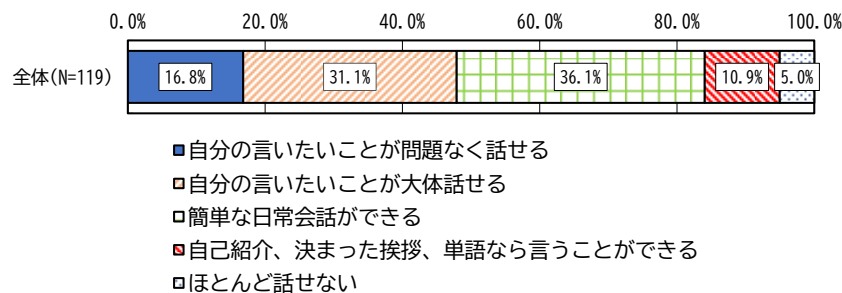 0.0% 20.0% 40.0% 60.0% 80.0% 100.0%
全体(N=119) 16.8% 31.1% 36.1% 10.9% 5.0%
自分の言いたいことが問題なく話せる
自分の言いたいことが大体話せる
簡単な日常会話ができる
自己紹介、決まった挨拶、単語なら言うことができる
ほとんど話せない